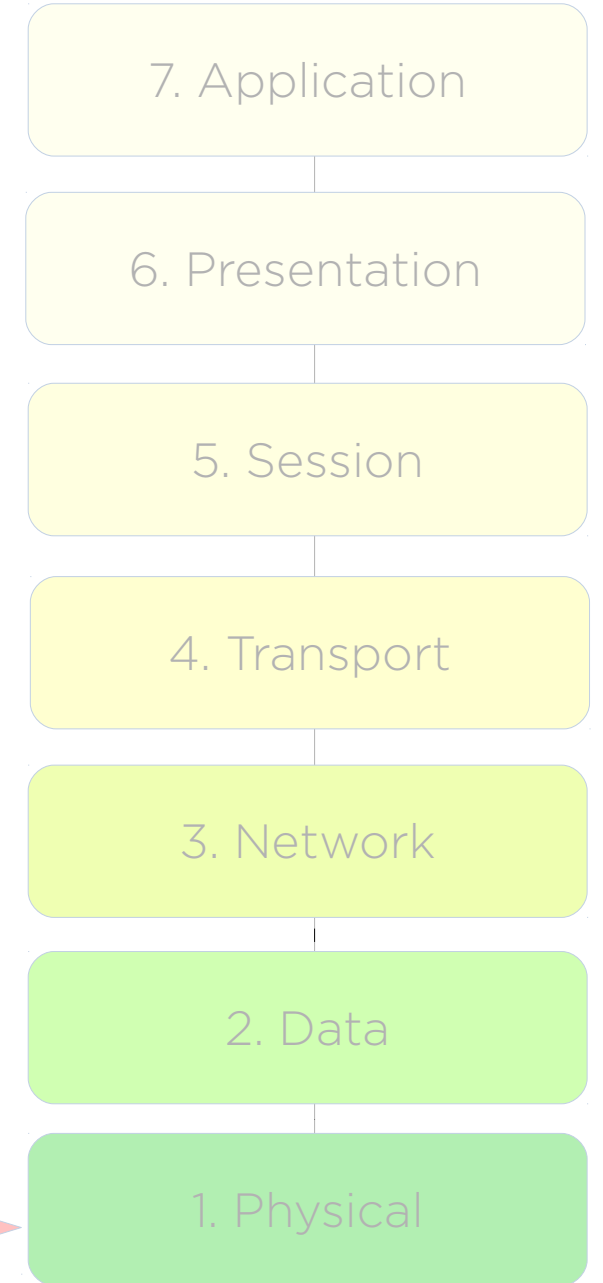 7. Application
6. Presentation
5. Session
4. Transport
3. Network
2. Data
1. Physical